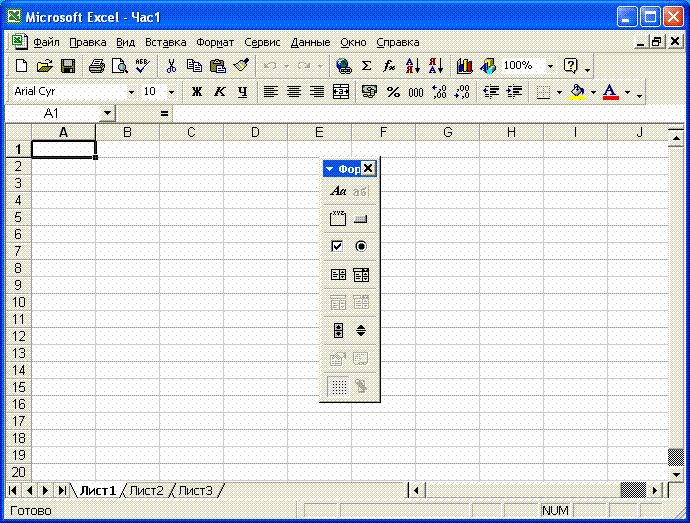 Microsoft Excel - Час1
Файл Правка Вид Вставка Формат Сервис Данные Окно Справка
100%
Arial Cyr 10 Ж К Ч % 000
A1 =
A B C D E F G H I J
1
2
Фор
3
Aa ab
4
5
XYZ
6
7
8
9
10
11
12
13
14
15
16
17
18
19
20
Лист1 Лист2 Лист3
Готово NUM